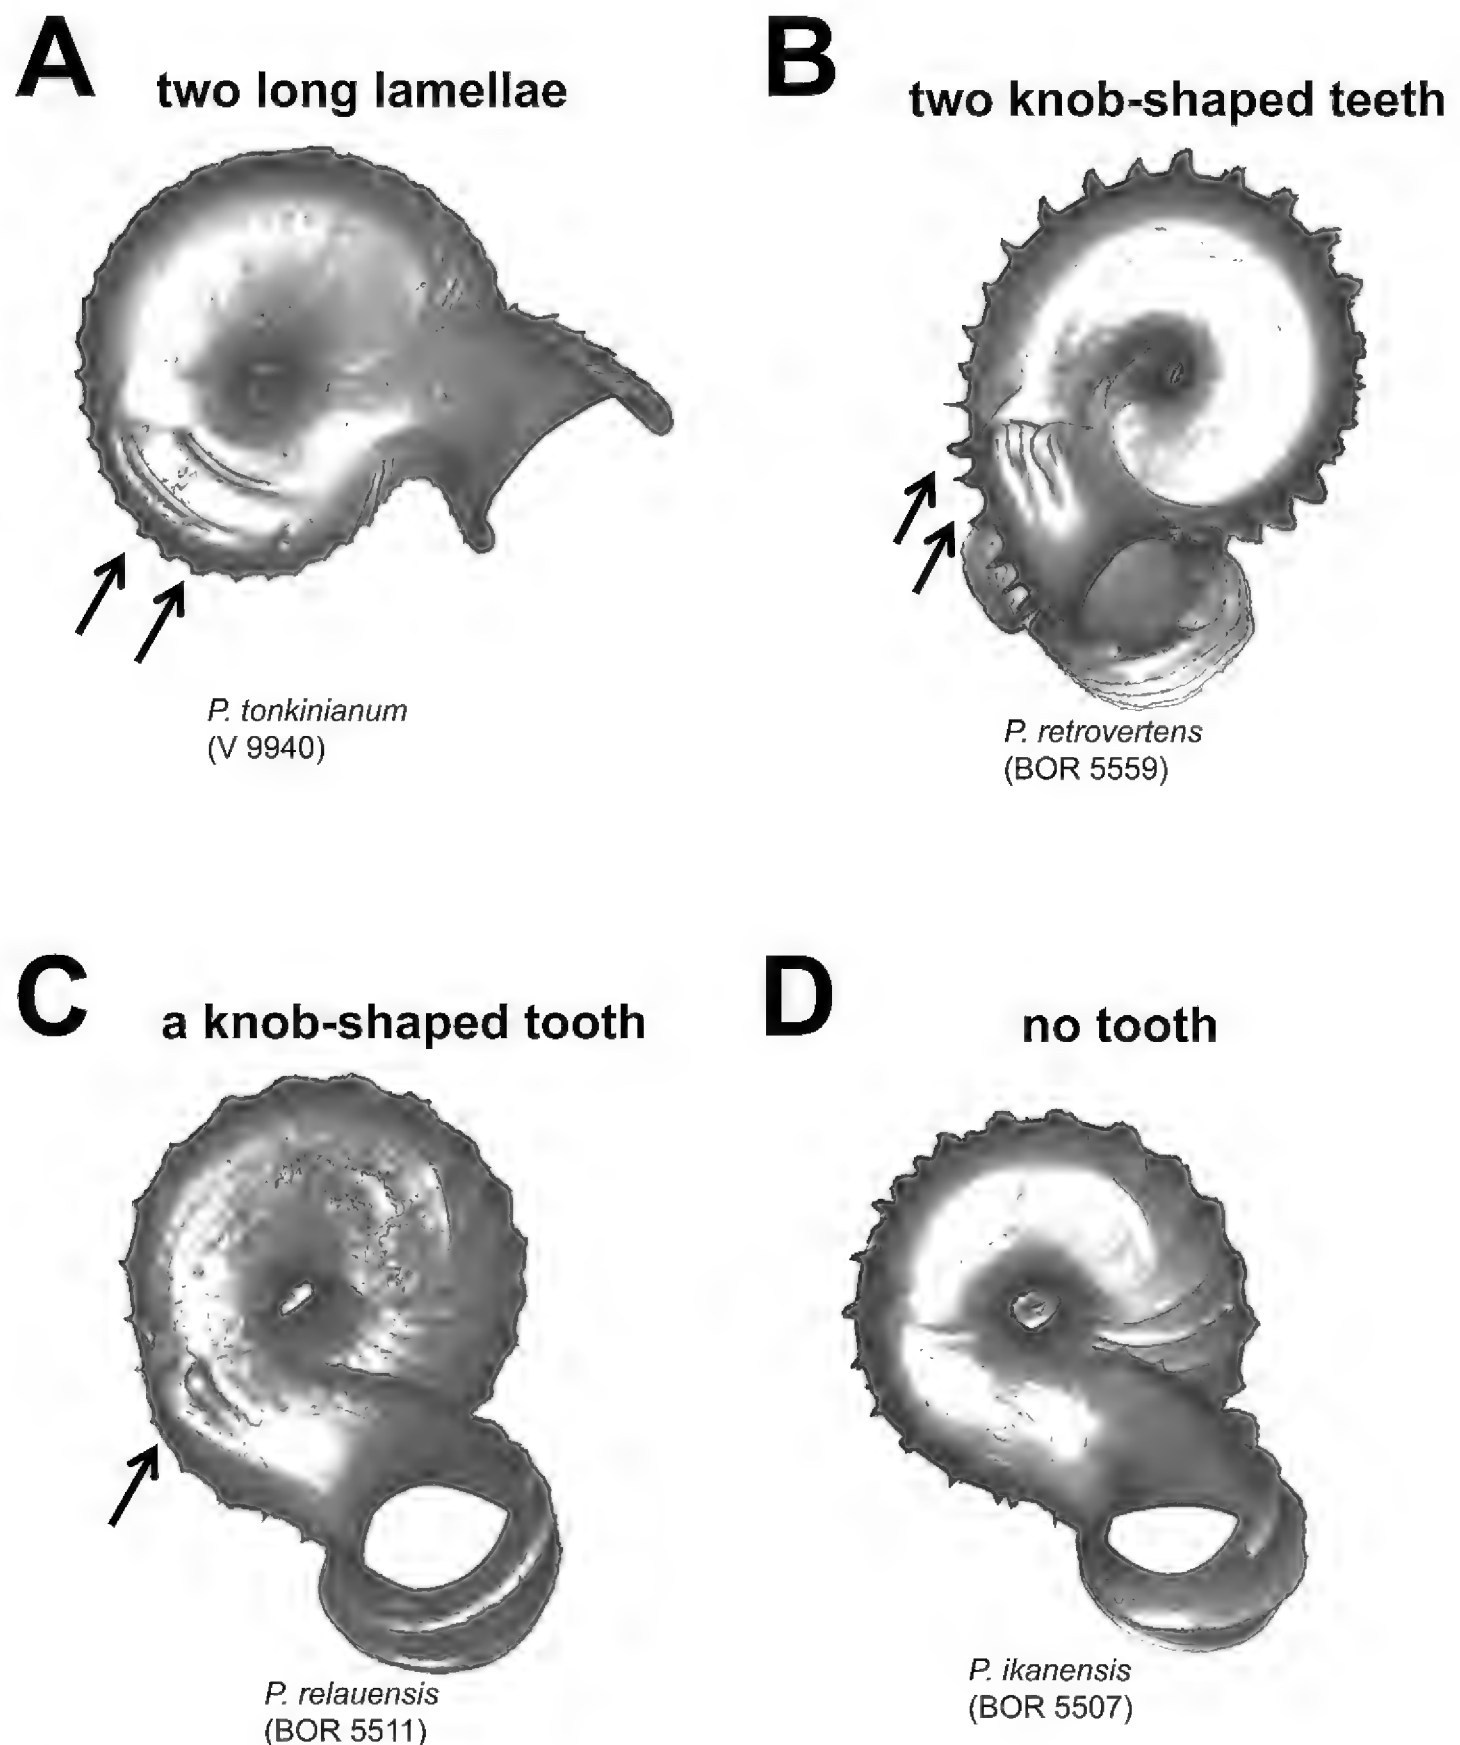 A
two long lamellae
P. tonkinianum
(V 9940)
B
two knob-shaped teeth
P. retrovertens
(BOR 5559)
C
a knob-shaped tooth
P. relauensis
(BOR 5511)
D
no tooth
P. ikanensis
(BOR 5507)